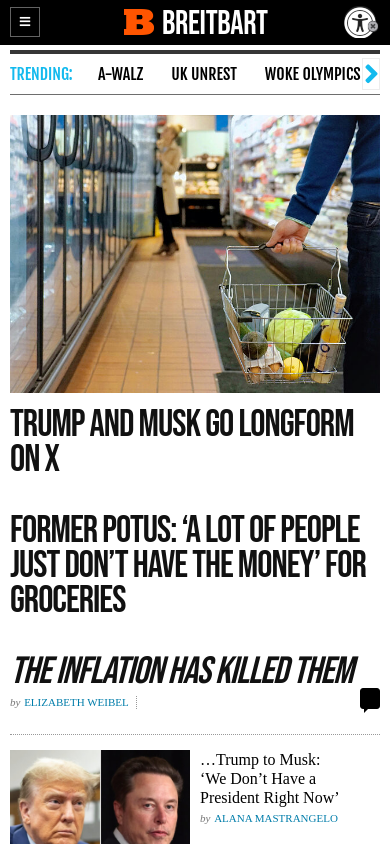 B BREITBART
TRENDING: A-WALZ UK UNREST WOKE OLYMPICS
TRUMP AND MUSK GO LONGFORM
ON X
FORMER POTUS: ‘A LOT OF PEOPLE
JUST DON’T HAVE THE MONEY’ FOR
GROCERIES
THE INFLATION HAS KILLED THEM
by ELIZABETH WEIBEL
…Trump to Musk:
‘We Don’t Have a
President Right Now’
by ALANA MASTRANGELO